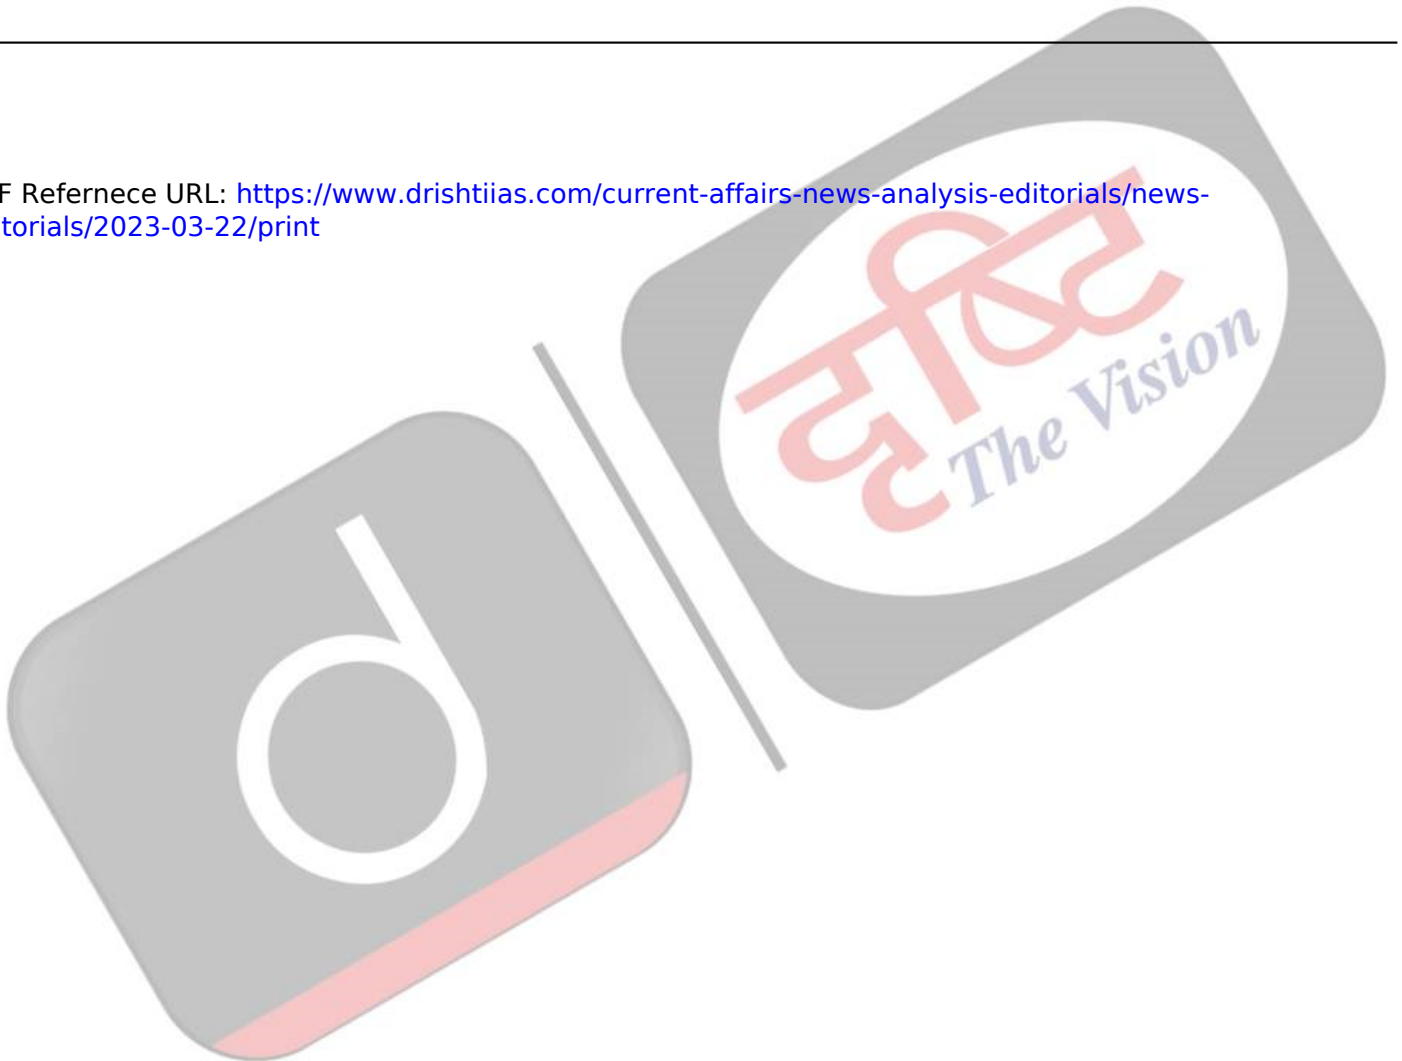 F Refernece URL: https://www.drishtiias.com/current-affairs-news-analysis-editorials/news-
torials/2023-03-22/print
दृष्टि
The Vision
d